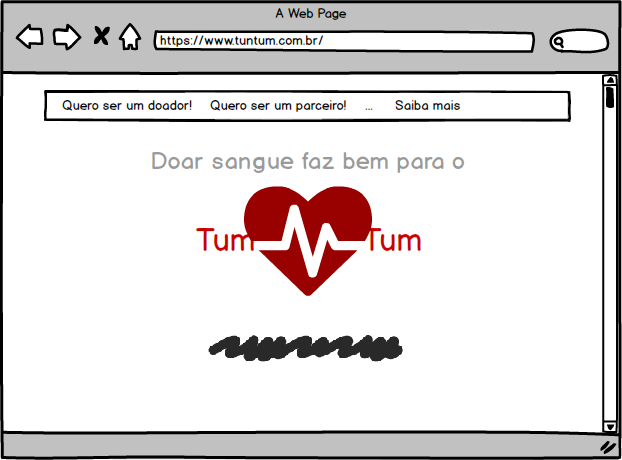 A Web Page
https://www.tuntum.com.br/
Quero ser um doador! Quero ser um parceiro! ... Saiba mais
Doar sangue faz bem para o
Tum Tum